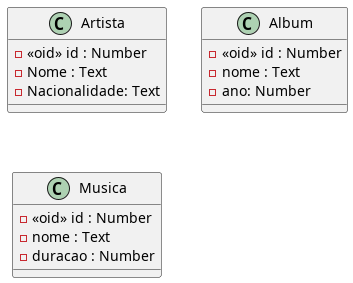 C Artista
«oid» id : Number
Nome : Text
Nacionalidade: Text
C Album
«oid» id : Number
nome : Text
ano: Number
C Musica
«oid» id : Number
nome : Text
duracao : Number